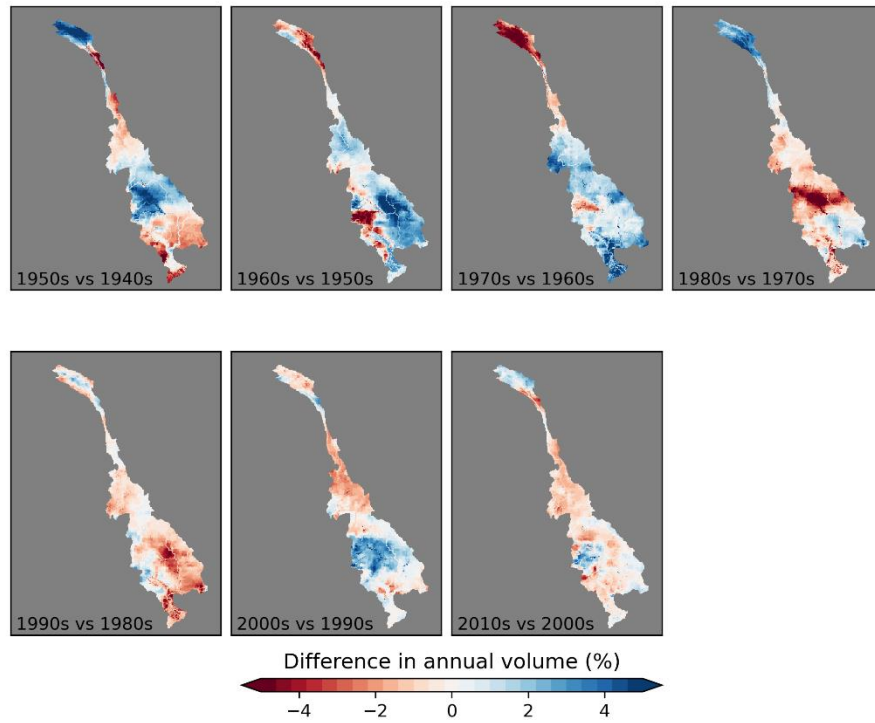 1950s vs 1940s
1960s vs 1950s
1970s vs 1960s
1980s vs 1970s
1990s vs 1980s
2000s vs 1990s
2010s vs 2000s
Difference in annual volume (%)
−4 −2 0 2 4